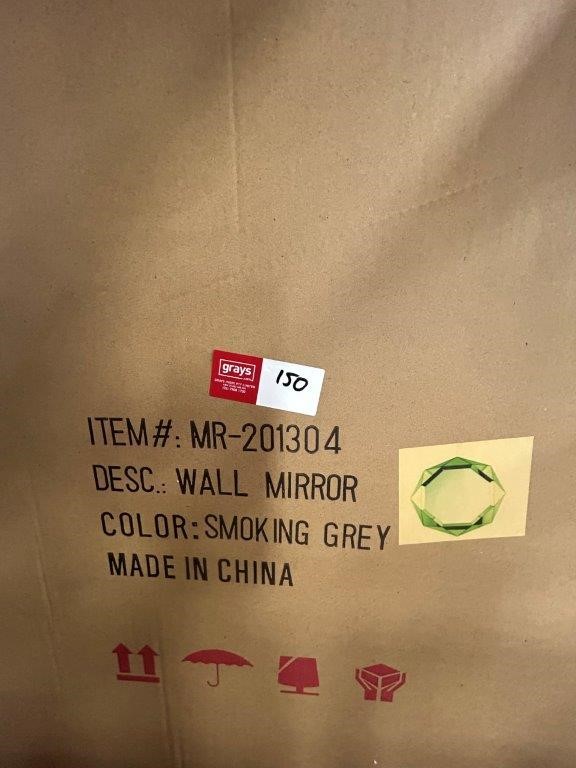 grays
150
ITEM#: MR-201304
DESC.: WALL MIRROR
COLOR: SMOKING GREY
MADE IN CHINA